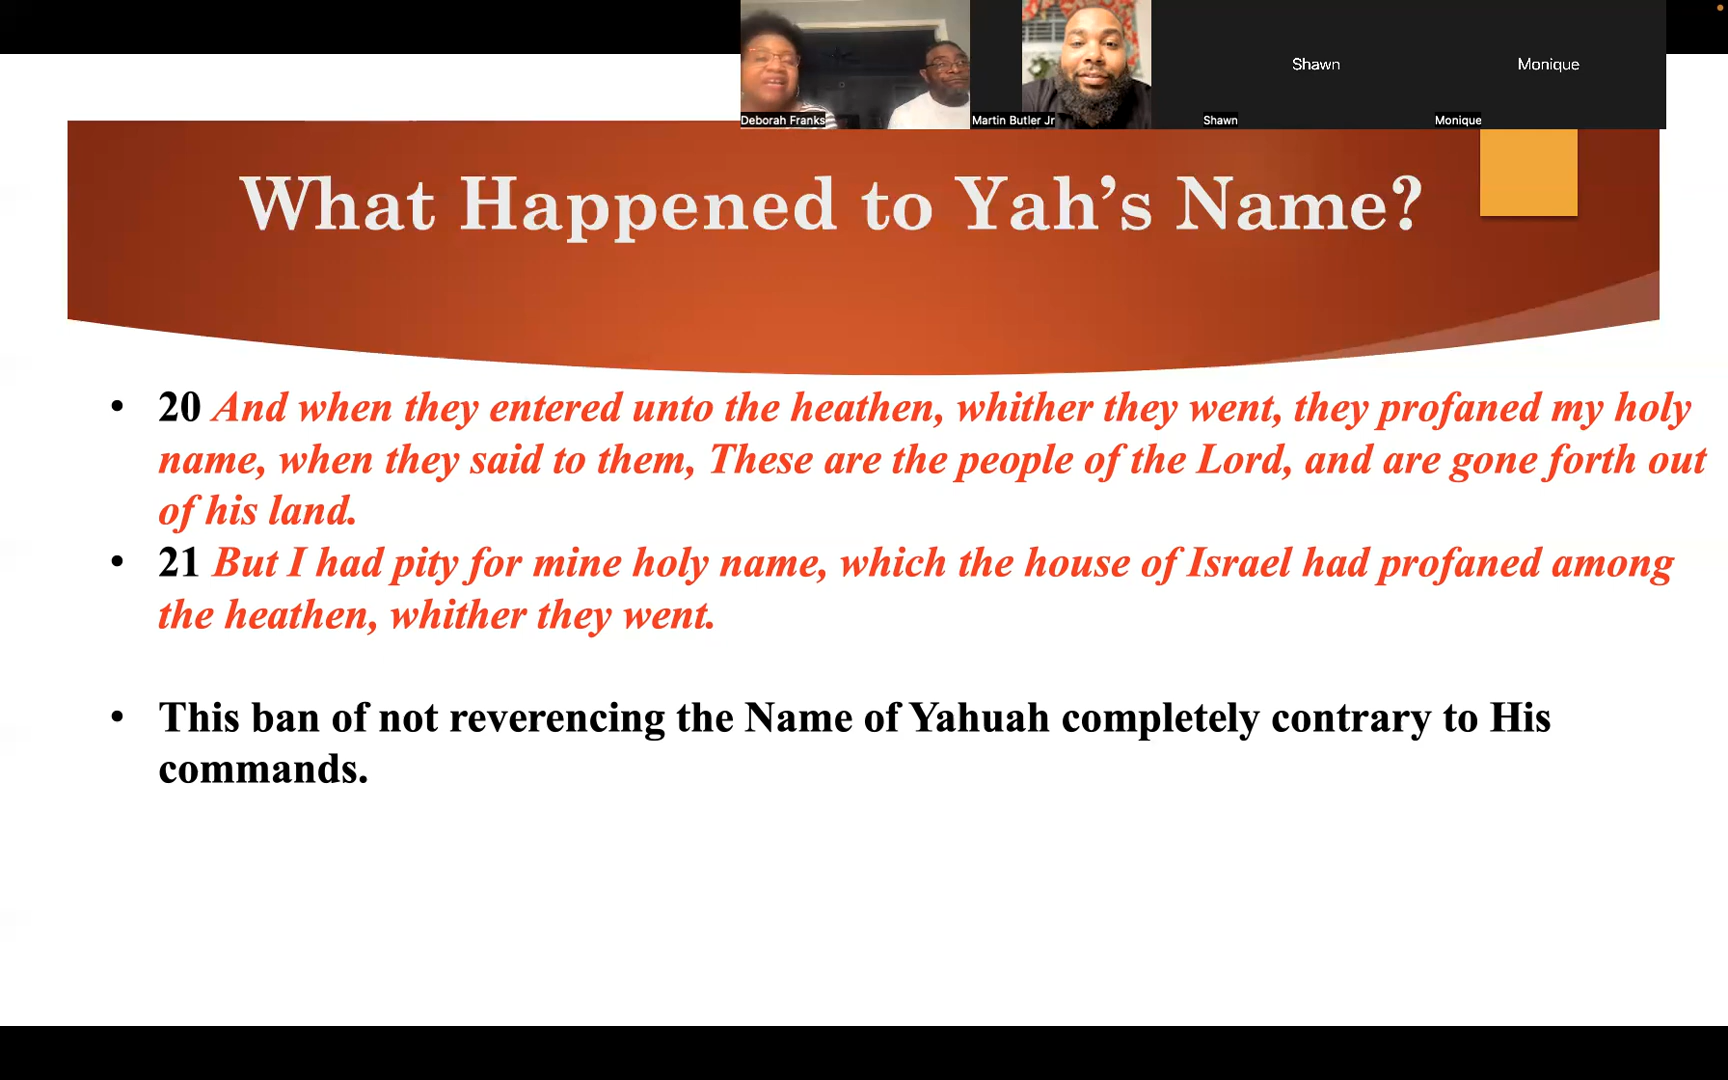 Shawn
Monique
Deborah Franks
Martin Butler Jr
Shawn
Monique
What Happened to Yah’s Name?
• 20 And when they entered unto the heathen, whither they went, they profaned my holy
name, when they said to them, These are the people of the Lord, and are gone forth out
of his land.
• 21 But I had pity for mine holy name, which the house of Israel had profaned among
the heathen, whither they went.
• This ban of not reverencing the Name of Yahuah completely contrary to His
commands.